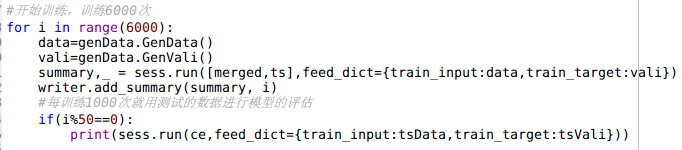 #开始训练，训练6000次
for i in range(6000):
    data=genData.GenData()
    vali=genData.GenVali()
    summary,_ = sess.run([merged,ts],feed_dict={train_input:data,train_target:vali})
    writer.add_summary(summary, i)
    #每训练1000次就用测试的数据进行模型的评估
    if(i%50==0):
        print(sess.run(ce,feed_dict={train_input:tsData,train_target:tsVali}))